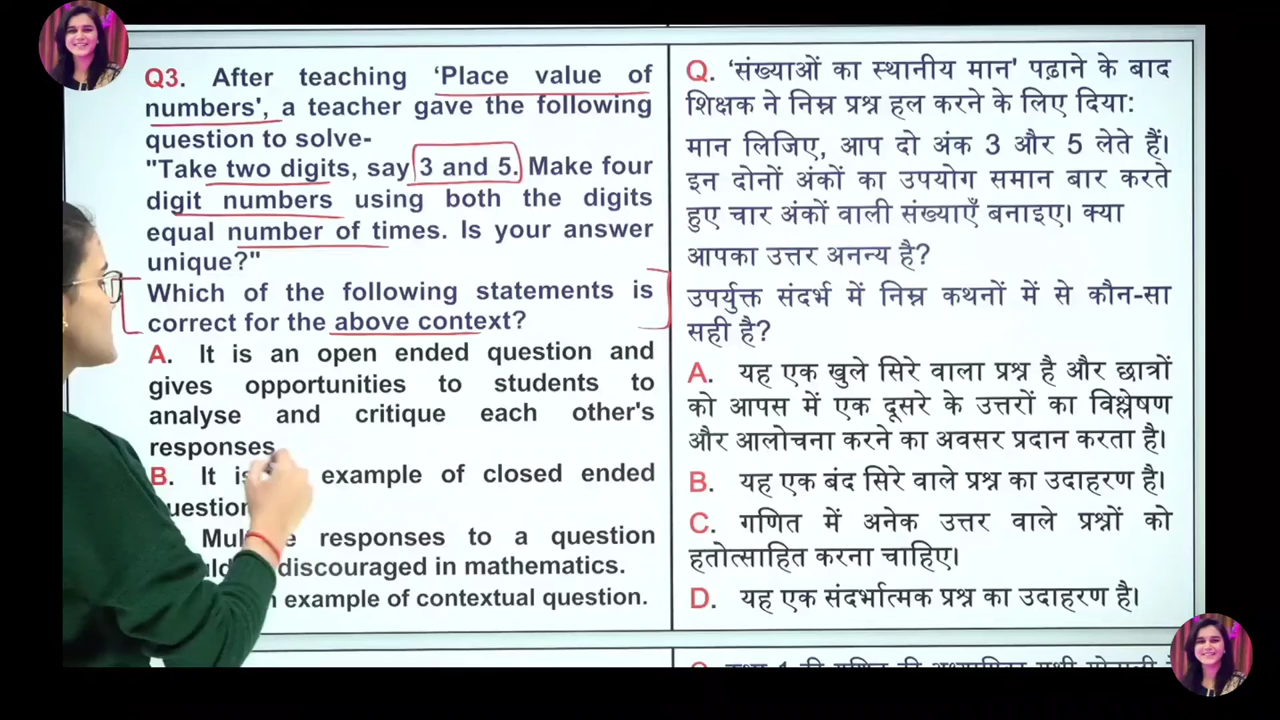 Q3. After teaching ‘Place value of
numbers', a teacher gave the following
question to solve-
"Take two digits, say 3 and 5. Make four
digit numbers using both the digits
equal number of times. Is your answer
unique?"
Which of the following statements is
correct for the above context?
A. It is an open ended question and
gives opportunities to students to
analyse and critique each other's
responses
B. It example of closed ended
Multiple responses to a question
discouraged in mathematics.
example of contextual question.
Q. ‘संख्याओं का स्थानीय मान' पढ़ाने के बाद
शिक्षक ने निम्न प्रश्न हल करने के लिए दिया:
मान लिजिए, आप दो अंक 3 और 5 लेते हैं।
इन दोनों अंकों का उपयोग समान बार करते
हुए चार अंकों वाली संख्याएँ बनाइए। क्या
आपका उत्तर अनन्य है?
उपर्युक्त संदर्भ में निम्न कथनों में से कौन-सा
सही है?
A. यह एक खुले सिरे वाला प्रश्न है और छात्रों
को आपस में एक दूसरे के उत्तरों का विश्लेषण
और आलोचना करने का अवसर प्रदान करता है।
B. यह एक बंद सिरे वाले प्रश्न का उदाहरण है।
C. गणित में अनेक उत्तर वाले प्रश्नों को
हतोत्साहित करना चाहिए।
D. यह एक संदर्भात्मक प्रश्न का उदाहरण है।